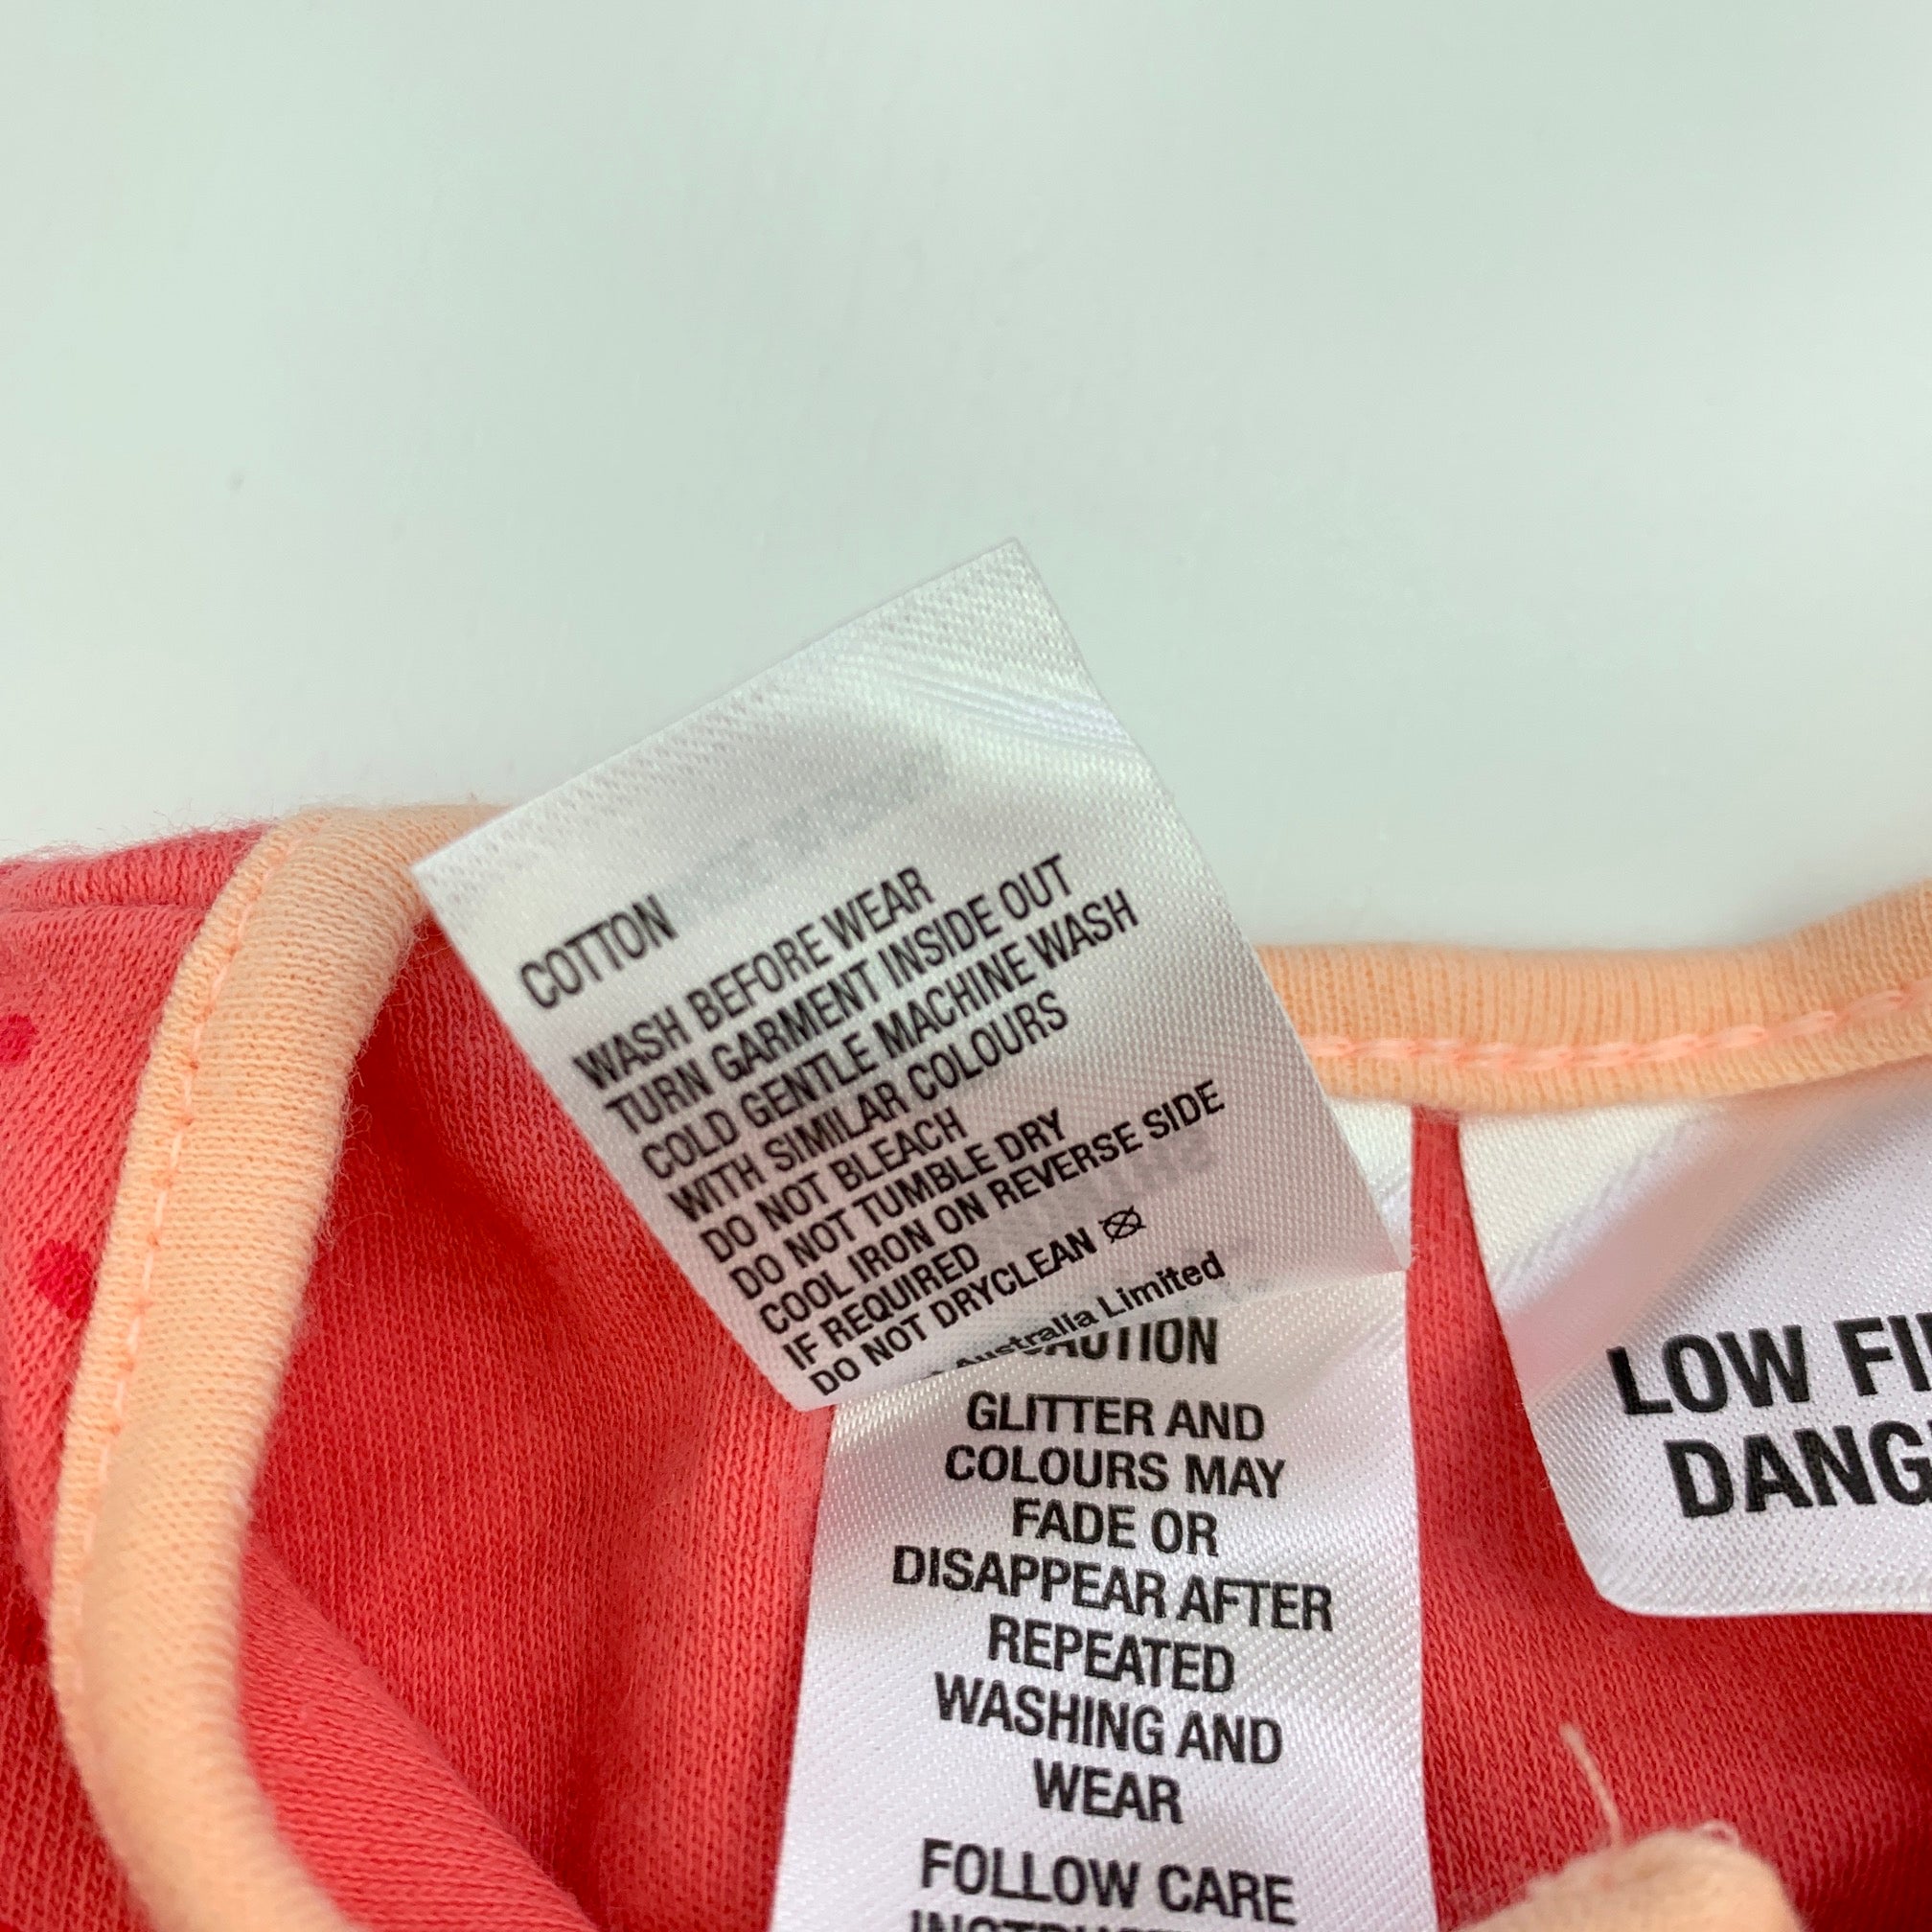 COTTON
WASH BEFORE WEAR
TURN GARMENT INSIDE OUT
COLD GENTLE MACHINE WASH
WITH SIMILAR COLOURS
DO NOT BLEACH
DO NOT TUMBLE DRY
COOL IRON ON REVERSE SIDE
IF REQUIRED
DO NOT DRYCLEAN
Australia Limited
CAUTION
GLITTER AND
COLOURS MAY
FADE OR
DISAPPEAR AFTER
REPEATED
WASHING AND
WEAR
FOLLOW CARE
LOW FI
DANG